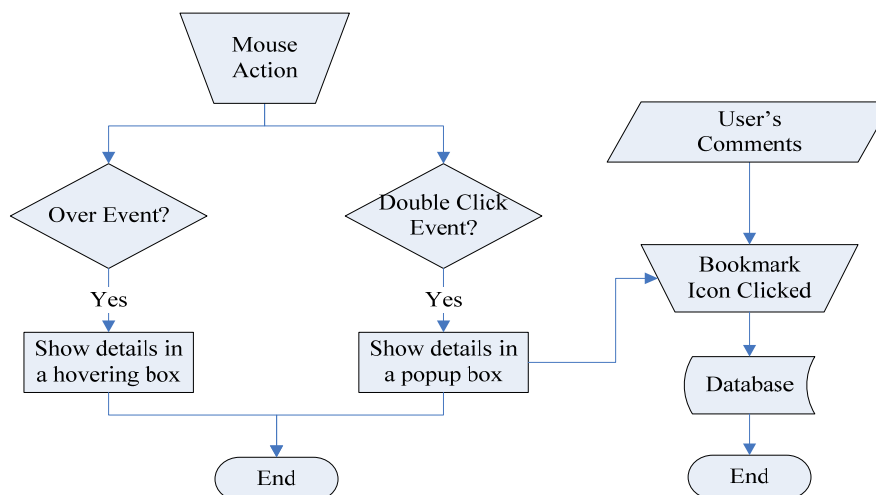 Mouse
Action
User's
Comments
Over Event?
Double Click
Event?
Bookmark
Icon Clicked
Yes
Yes
Show details in
a hovering box
Show details in
a popup box
Database
End
End